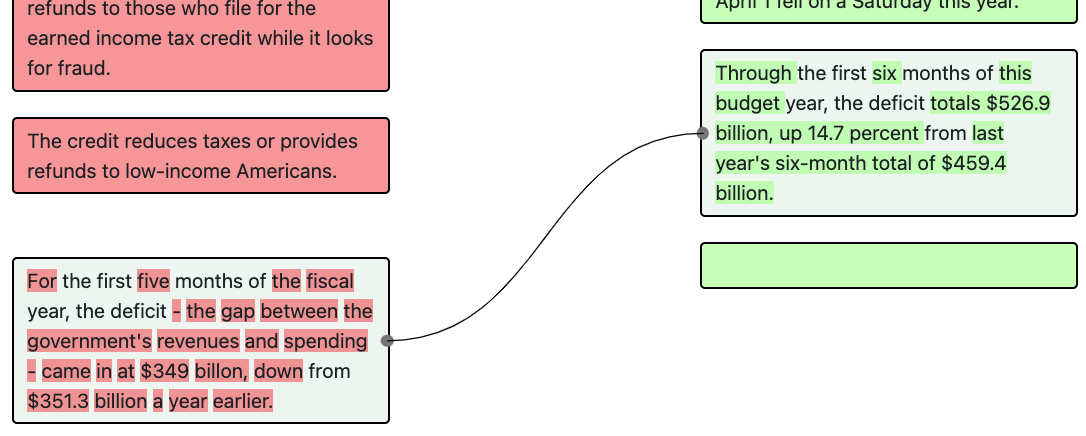 refunds to those who file for the
earned income tax credit while it looks
for fraud.
The credit reduces taxes or provides
refunds to low-income Americans.
For the first five months of the fiscal
year, the deficit - the gap between the
government's revenues and spending
- came in at $349 billon, down from
$351.3 billion a year earlier.
April 1 fell on a Saturday this year.
Through the first six months of this
budget year, the deficit totals $526.9
billion, up 14.7 percent from last
year's six-month total of $459.4
billion.